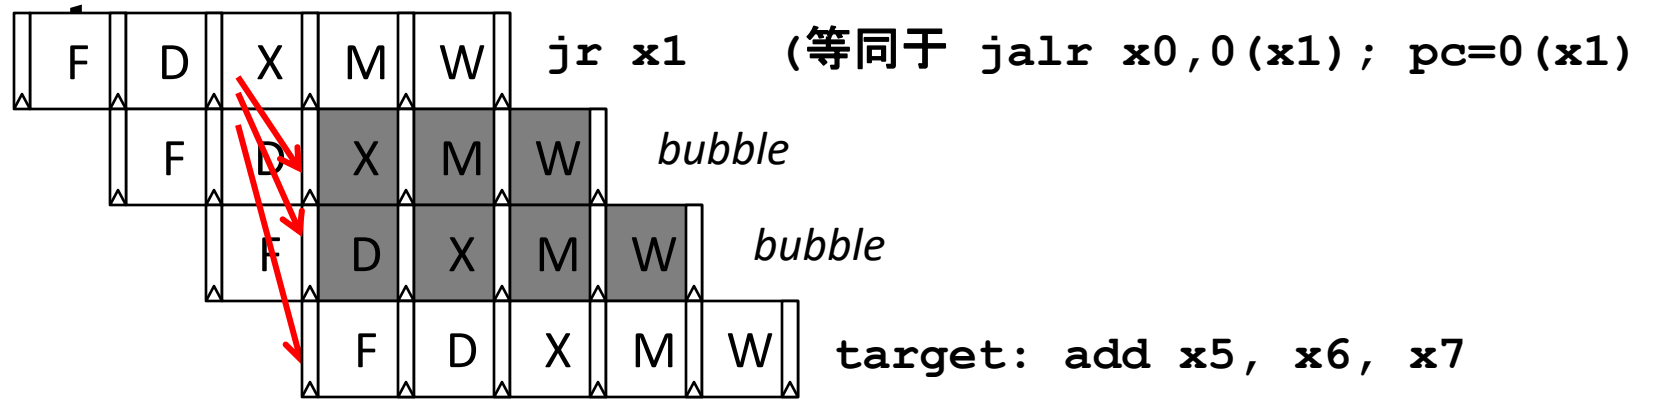 F D X M W jr x1 (等同于 jalr x0,0(x1); pc=0(x1)
F D X M W bubble
F D X M W bubble
F D X M W target: add x5, x6, x7